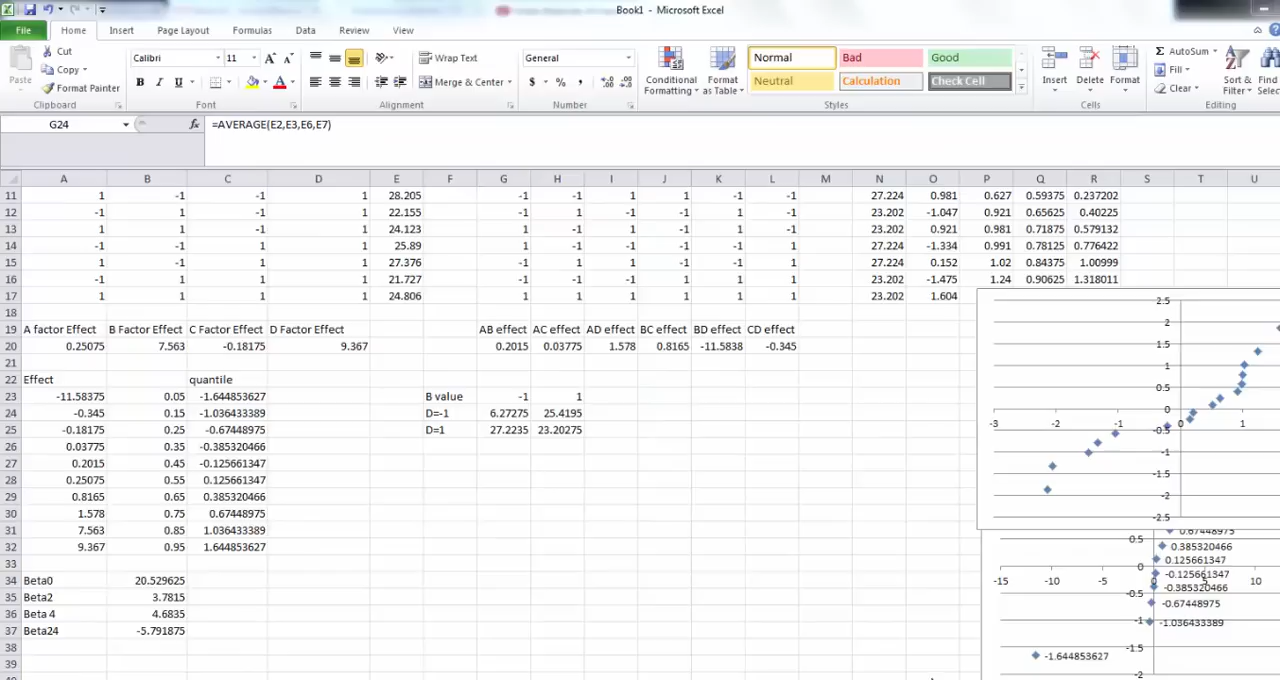 Book1 - Microsoft Excel
File Home Insert Page Layout Formulas Data Review View
Cut Calibri 11 A A Wrap Text General Normal Bad Good AutoSum
Copy Conditional Format Insert Delete Format Fill Sort & Find
Paste Format Painter B I U A Merge & Center $ % , Formatting as Table Neutral Calculation Check Cell Clear Filter Selec
Clipboard Font Alignment Number Styles Cells Editing
G24 fx =AVERAGE(E2,E3,E6,E7)
A B C D E F G H I J K L M N O P Q R S T U
11 1 -1 -1 1 28.205 -1 -1 1 1 -1 -1 27.224 0.981 0.627 0.59375 0.237202
12 -1 1 -1 1 22.155 -1 1 -1 -1 1 -1 23.202 -1.047 0.921 0.65625 0.40225
13 1 1 -1 1 24.123 1 -1 1 -1 1 -1 23.202 0.921 0.981 0.71875 0.579132
14 -1 -1 1 1 25.89 1 -1 -1 -1 -1 1 27.224 -1.334 0.991 0.78125 0.776422
15 1 -1 1 1 27.376 -1 1 1 -1 -1 1 27.224 0.152 1.02 0.84375 1.00999
16 -1 1 1 1 21.727 -1 -1 -1 1 1 1 23.202 -1.475 1.24 0.90625 1.318011
17 1 1 1 1 24.806 1 1 1 1 1 1 23.202 1.604
18
19 A factor Effect B Factor Effect C Factor Effect D Factor Effect AB effect AC effect AD effect BC effect BD effect CD effect
20 0.25075 7.563 -0.18175 9.367 0.2015 0.03775 1.578 0.8165 -11.5838 -0.345
21
22 Effect quantile
23 -11.58375 0.05 -1.644853627 B value -1 1
24 -0.345 0.15 -1.036433389 D=-1 6.27275 25.4195
25 -0.18175 0.25 -0.67448975 D=1 27.2235 23.20275
26 0.03775 0.35 -0.385320466
27 0.2015 0.45 -0.125661347
28 0.25075 0.55 0.125661347
29 0.8165 0.65 0.385320466
30 1.578 0.75 0.67448975
31 7.563 0.85 1.036433389
32 9.367 0.95 1.644853627
33
34 Beta0 20.529625
35 Beta2 3.7815
36 Beta 4 4.6835
37 Beta24 -5.791875
38
39
2.5
2
1.5
1
0.5
0
-3 -2 -1 0 1
-0.5
-1
-1.5
-2
-2.5
0.67448975
0.5 0.385320466
0.125661347
0
-15 -10 -5 0 5 10
-0.125661347
-0.385320466
-0.5
-0.67448975
-1 -1.036433389
-1.5
-1.644853627
-2